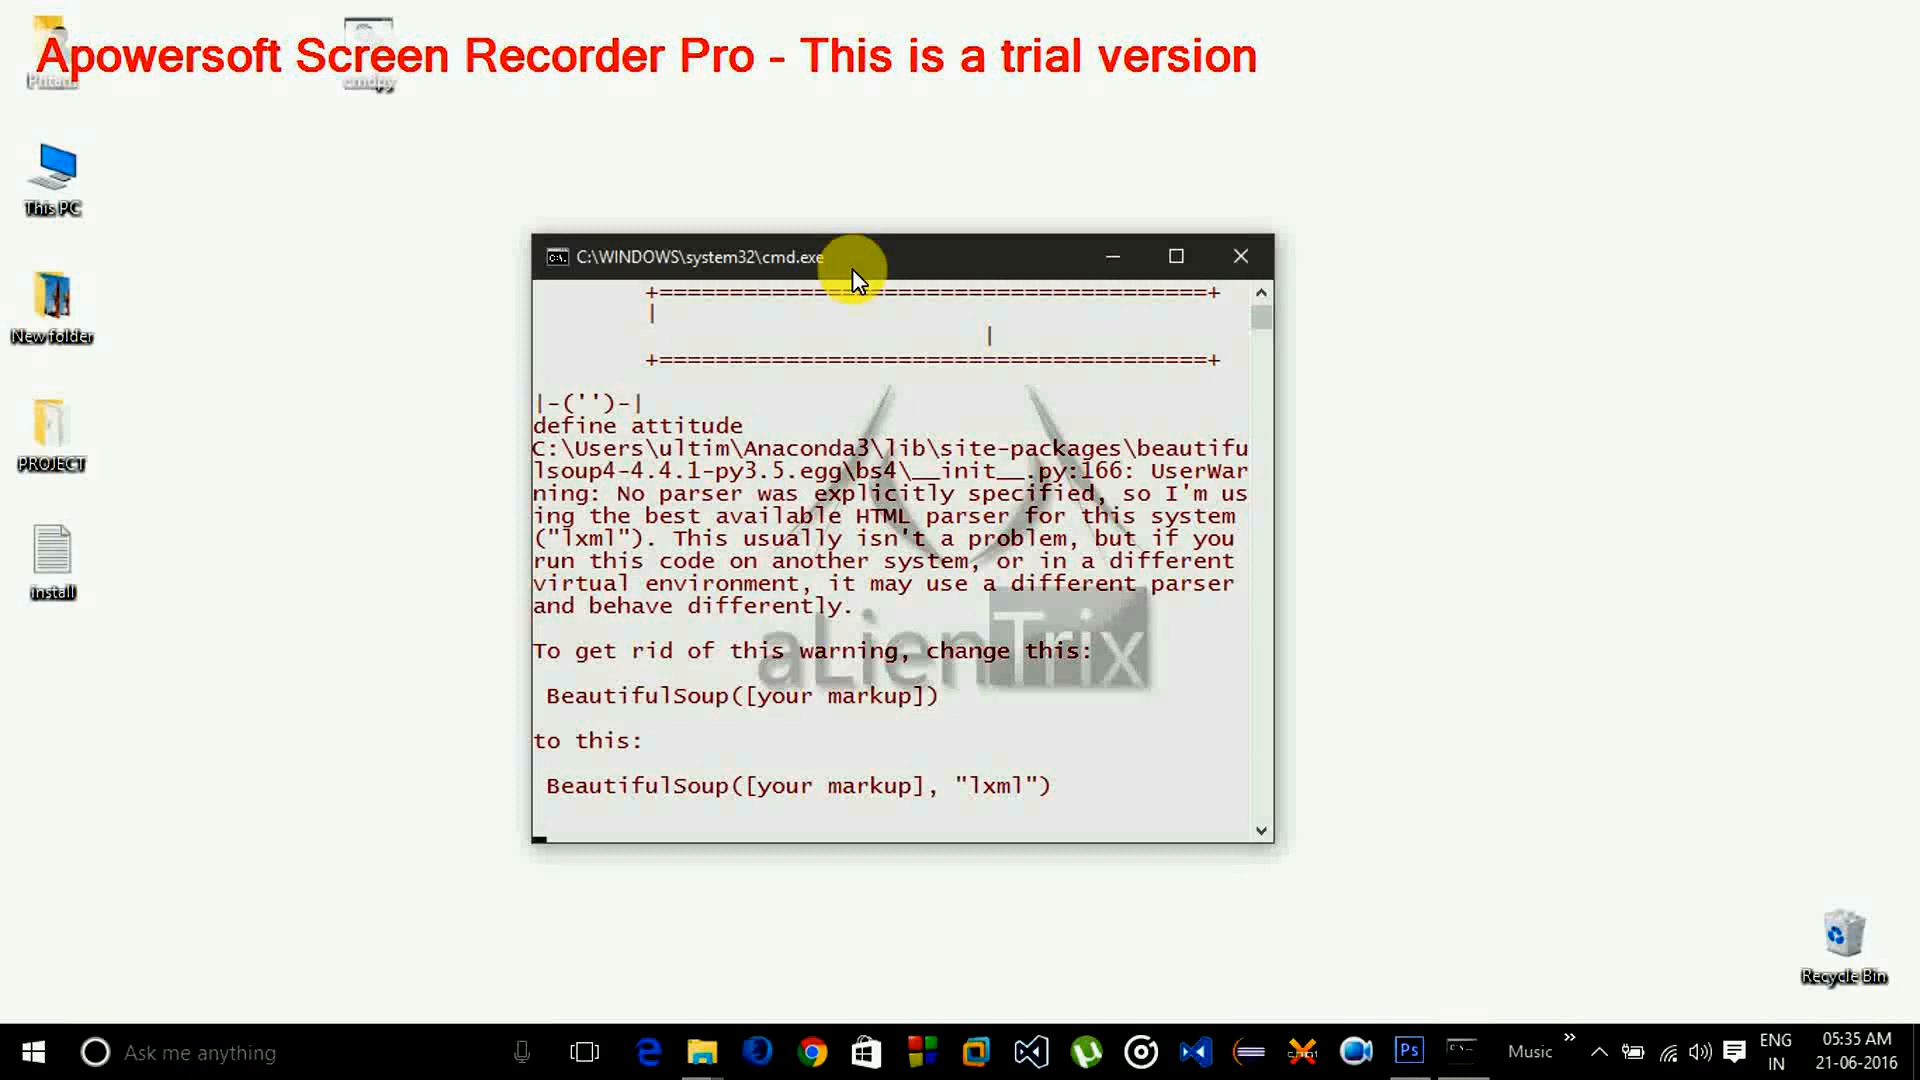 Apowersoft Screen Recorder Pro - This is a trial version
cmdpy
This PC
New folder
PROJECT
install
C:\WINDOWS\system32\cmd.exe
+=======================================+
|
|
+=======================================+
|-('')-|
define attitude
C:\Users\ultim\Anaconda3\lib\site-packages\beautifu
lsoup4-4.4.1-py3.5.egg\bs4\__init__.py:166: UserWar
ning: No parser was explicitly specified, so I'm us
ing the best available HTML parser for this system
("lxml"). This usually isn't a problem, but if you
run this code on another system, or in a different
virtual environment, it may use a different parser
and behave differently.
To get rid of this warning, change this:
BeautifulSoup([your markup])
to this:
BeautifulSoup([your markup], "lxml")
aLienTrix
Recycle Bin
Ask me anything
Ps
Music
ENG
IN
05:35 AM
21-06-2016